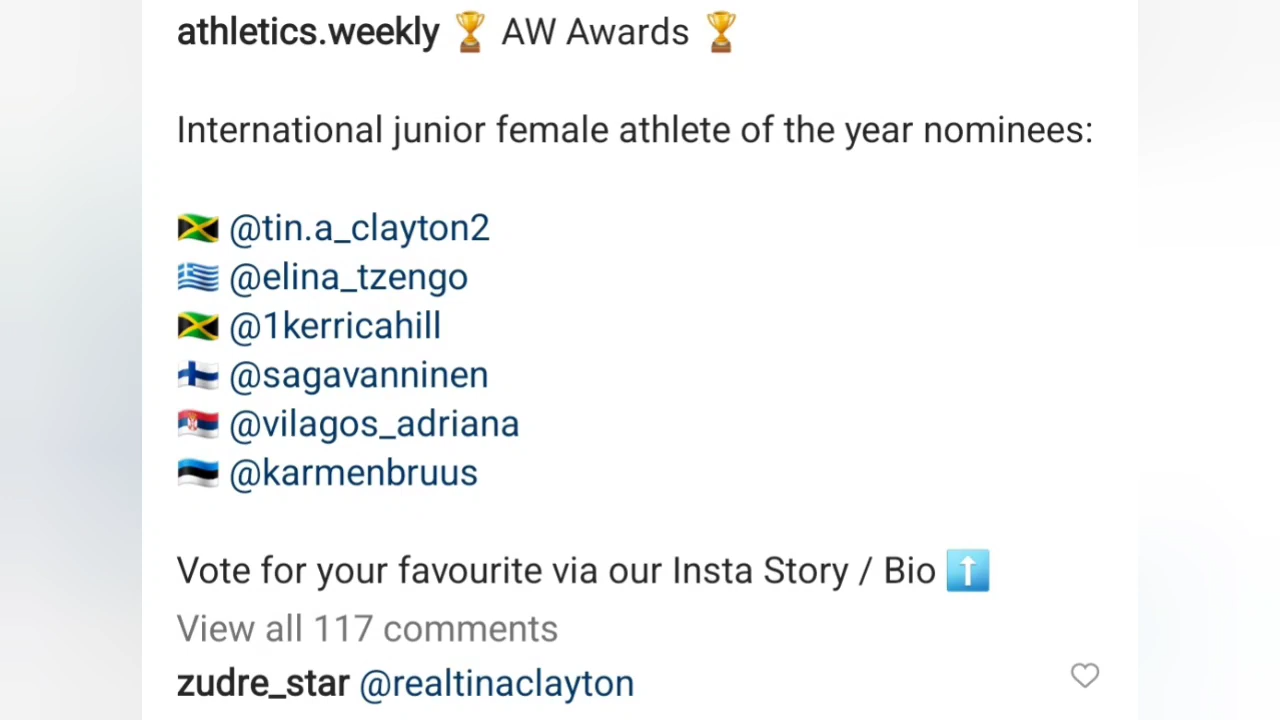 athletics.weekly 🏆 AW Awards 🏆
International junior female athlete of the year nominees:
🇯🇲 @tin.a_clayton2
🇬🇷 @elina_tzengo
🇯🇲 @1kerricahill
🇫🇮 @sagavanninen
🇷🇸 @vilagos_adriana
🇪🇪 @karmenbruus
Vote for your favourite via our Insta Story / Bio ⬆️
View all 117 comments
zudre_star @realtinaclayton